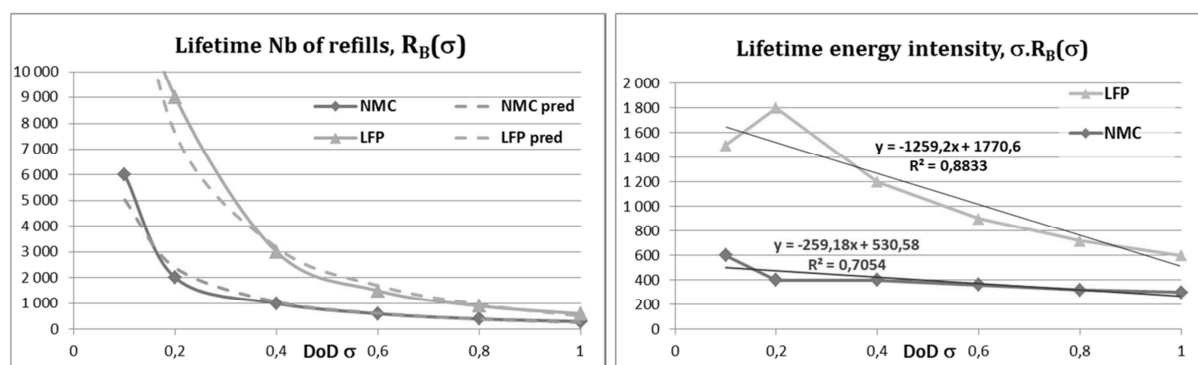 Lifetime Nb of refills, R_B(σ)
10 000
9 000
8 000
7 000
6 000
5 000
4 000
3 000
2 000
1 000
0
NMC
NMC pred
LFP
LFP pred
0
0,2
0,4
0,6
0,8
1
DoD σ
Lifetime energy intensity, σ.R_B(σ)
2 000
1 800
1 600
1 400
1 200
1 000
800
600
400
200
0
LFP
NMC
y = -1259,2x + 1770,6
R² = 0,8833
y = -259,18x + 530,58
R² = 0,7054
0
0,2
0,4
0,6
0,8
1
DoD σ